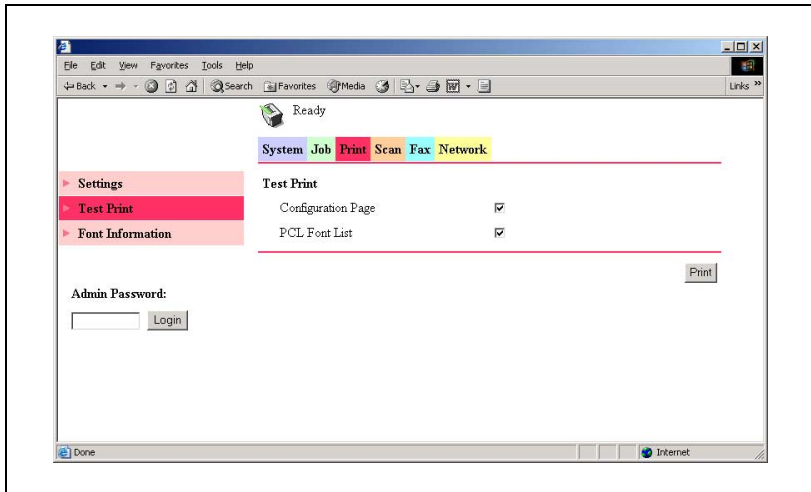 File Edit View Favorites Tools Help
Back Search Favorites Media Links »
Ready
System Job Print Scan Fax Network
Settings
Test Print
Font Information
Test Print
Configuration Page
PCL Font List
Print
Admin Password:
Login
Done Internet